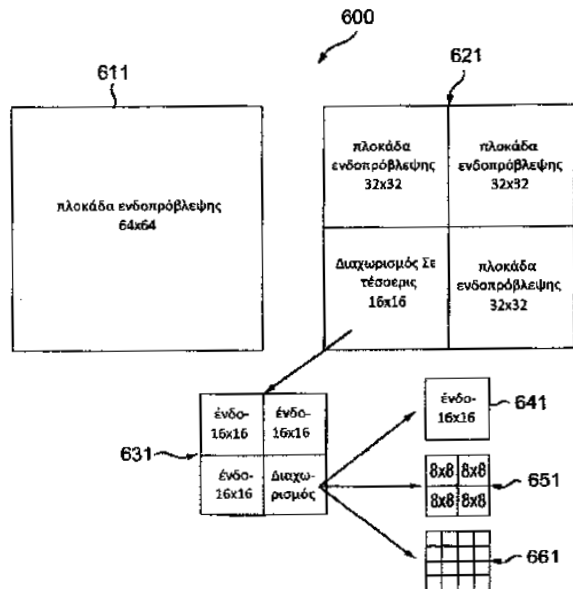 600
611
621
πλοκάδα ενδοπρόβλεψης
64x64
πλοκάδα
ενδοπρόβλεψης
32x32
πλοκάδα
ενδοπρόβλεψης
32x32
Διαχωρισμός Σε
τέσσερις
16x16
πλοκάδα
ενδοπρόβλεψης
32x32
631
ένδο-
16x16
ένδο-
16x16
ένδο-
16x16
Διαχω-
ρισμός
ένδο-
16x16
641
8x8 8x8
8x8 8x8
651
661